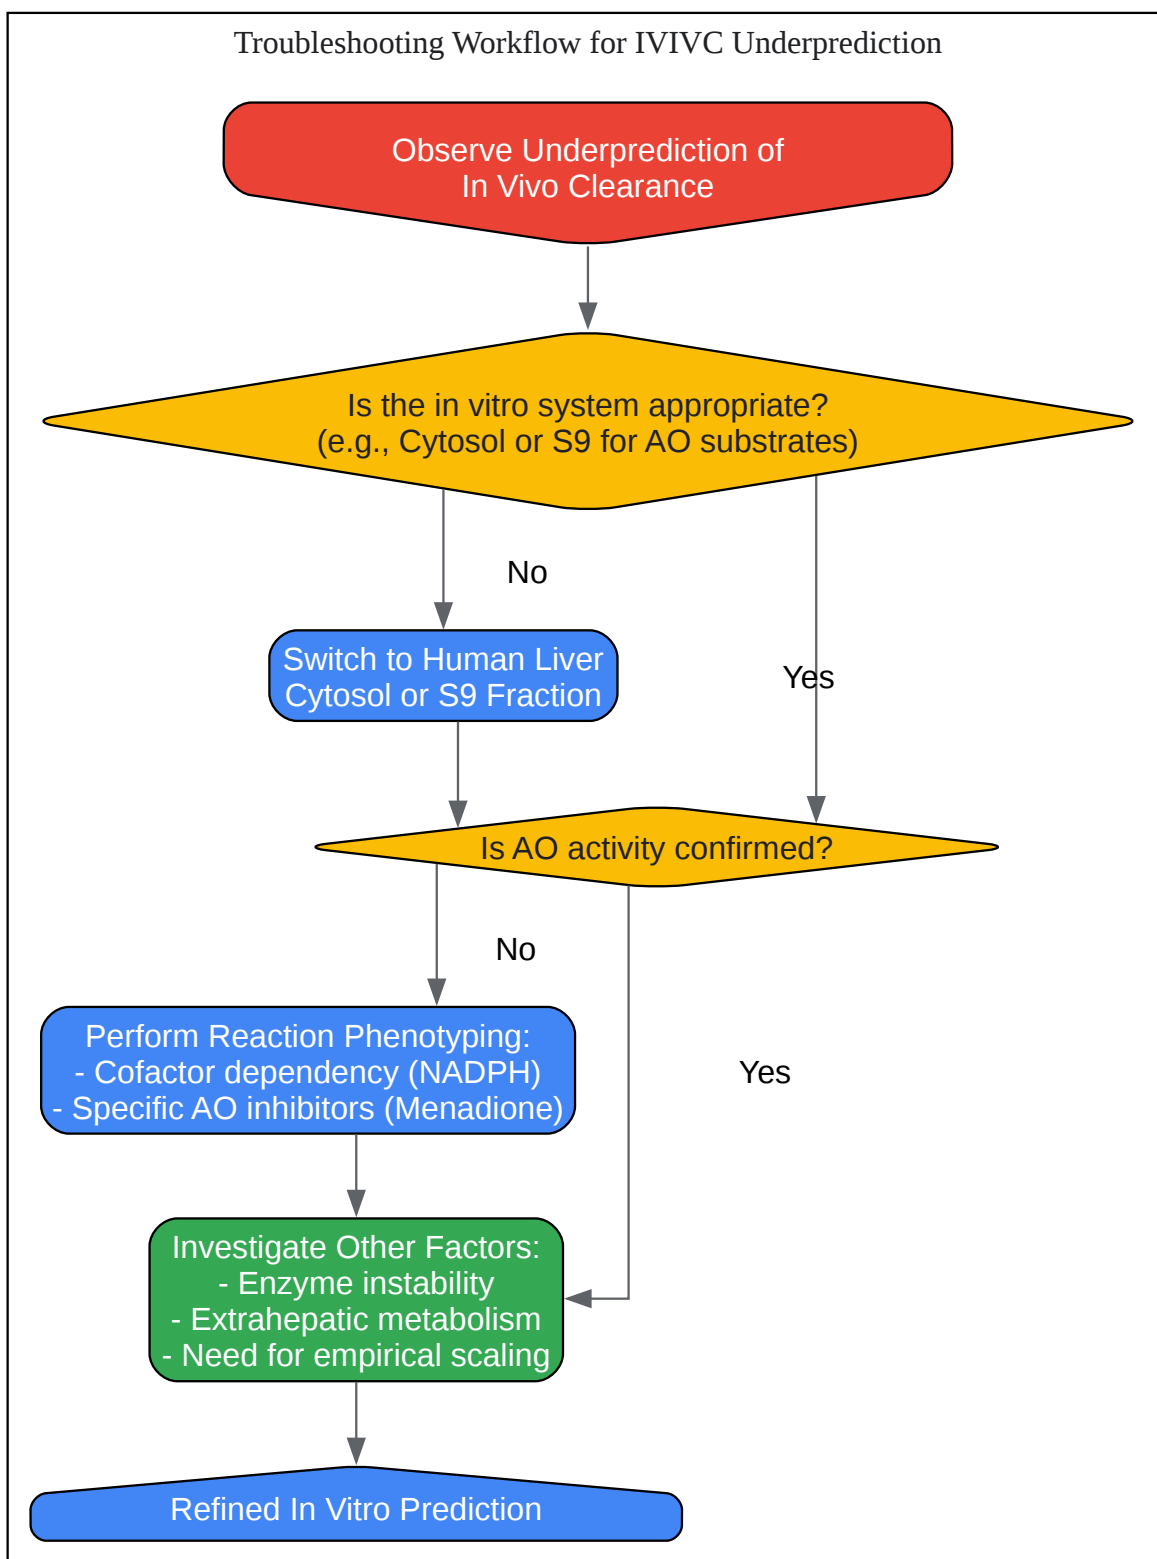 Troubleshooting Workflow for IVIVC Underprediction
Observe Underprediction of
In Vivo Clearance
Is the in vitro system appropriate?
(e.g., Cytosol or S9 for AO substrates)
No
Switch to Human Liver
Cytosol or S9 Fraction
Yes
Is AO activity confirmed?
No
Perform Reaction Phenotyping:
- Cofactor dependency (NADPH)
- Specific AO inhibitors (Menadione)
Yes
Investigate Other Factors:
- Enzyme instability
- Extrahepatic metabolism
- Need for empirical scaling
Refined In Vitro Prediction